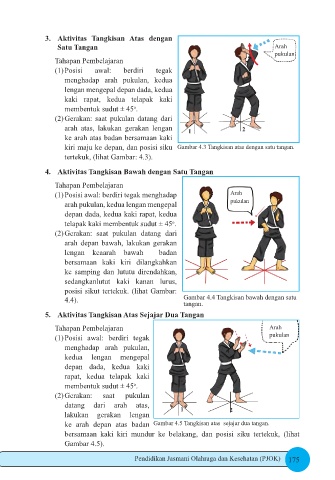 3. Aktivitas Tangkisan Atas dengan
Satu Tangan
Tahapan Pembelajaran
(1) Posisi awal: berdiri tegak
menghadap arah pukulan, kedua
lengan mengepal depan dada, kedua
kaki rapat, kedua telapak kaki
membentuk sudut ± 45°.
(2) Gerakan: saat pukulan datang dari
arah atas, lakukan gerakan lengan
ke arah atas badan bersamaan kaki
kiri maju ke depan, dan posisi siku
tertekuk, (lihat Gambar: 4.3).
Arah
pukulan
1
2
Gambar 4.3 Tangkisan atas dengan satu tangan.
4. Aktivitas Tangkisan Bawah dengan Satu Tangan
Tahapan Pembelajaran
(1) Posisi awal: berdiri tegak menghadap
arah pukulan, kedua lengan mengepal
depan dada, kedua kaki rapat, kedua
telapak kaki membentuk sudut ± 45°.
(2) Gerakan: saat pukulan datang dari
arah depan bawah, lakukan gerakan
lengan kearah bawah badan
bersamaan kaki kiri dilangkahkan
ke samping dan lututu direndahkan,
sedangkanlutut kaki kanan lurus,
posisi sikut tertekuk. (lihat Gambar:
4.4).
Arah
pukulan
Gambar 4.4 Tangkisan bawah dengan satu
tangan.
5. Aktivitas Tangkisan Atas Sejajar Dua Tangan
Tahapan Pembelajaran
(1) Posisi awal: berdiri tegak
menghadap arah pukulan,
kedua lengan mengepal
depan dada, kedua kaki
rapat, kedua telapak kaki
membentuk sudut ± 45°.
(2) Gerakan: saat pukulan
datang dari arah atas,
lakukan gerakan lengan
ke arah depan atas badan
bersamaan kaki kiri mundur ke belakang, dan posisi siku tertekuk, (lihat
Gambar 4.5).
Arah
pukulan
2
Gambar 4.5 Tangkisan atas sejajar dua tangan.
Pendidikan Jasmani Olahraga dan Kesehatan (PJOK) 175